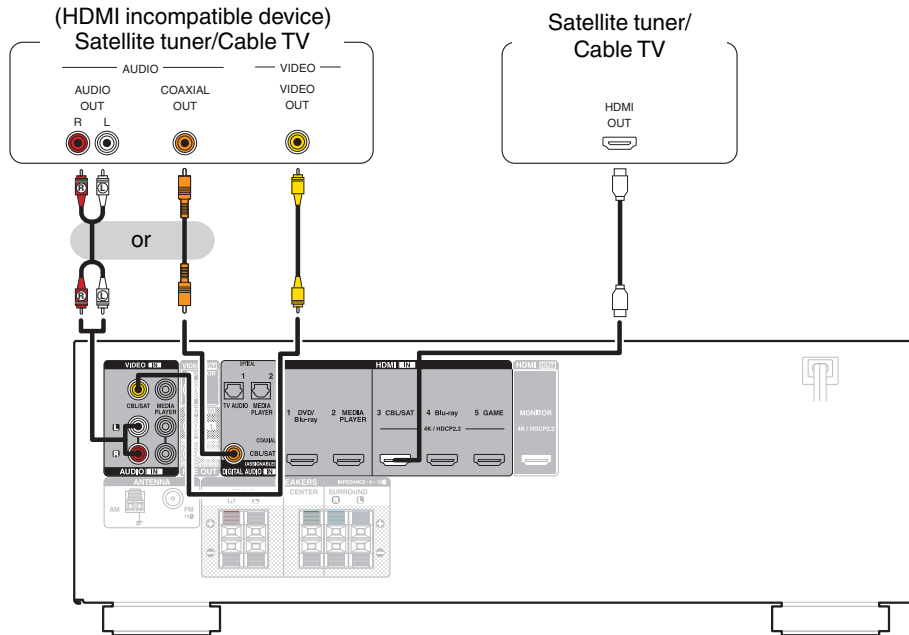 (HDMI incompatible device)
Satellite tuner/Cable TV
AUDIO
VIDEO
AUDIO
OUT
R L
COAXIAL
OUT
VIDEO
OUT
Satellite tuner/
Cable TV
HDMI
OUT
R L
or
R L
VIDEO IN
CBL/SAT
MEDIA
PLAYER
L
R
AUDIO IN
OPTICAL
1 2
TV AUDIO
MEDIA
PLAYER
COAXIAL
CBL/SAT
(ASSIGNABLE)
DIGITAL AUDIO IN
HDMI IN
1 DVD/
Blu-ray
2 MEDIA
PLAYER
3 CBL/SAT
4 Blu-ray
5 GAME
4K / HDCP2.2
HDMI OUT
MONITOR
4K / HDCP2.2
OUT
ANTENNA
AM
FM
CENTER
SURROUND
R L